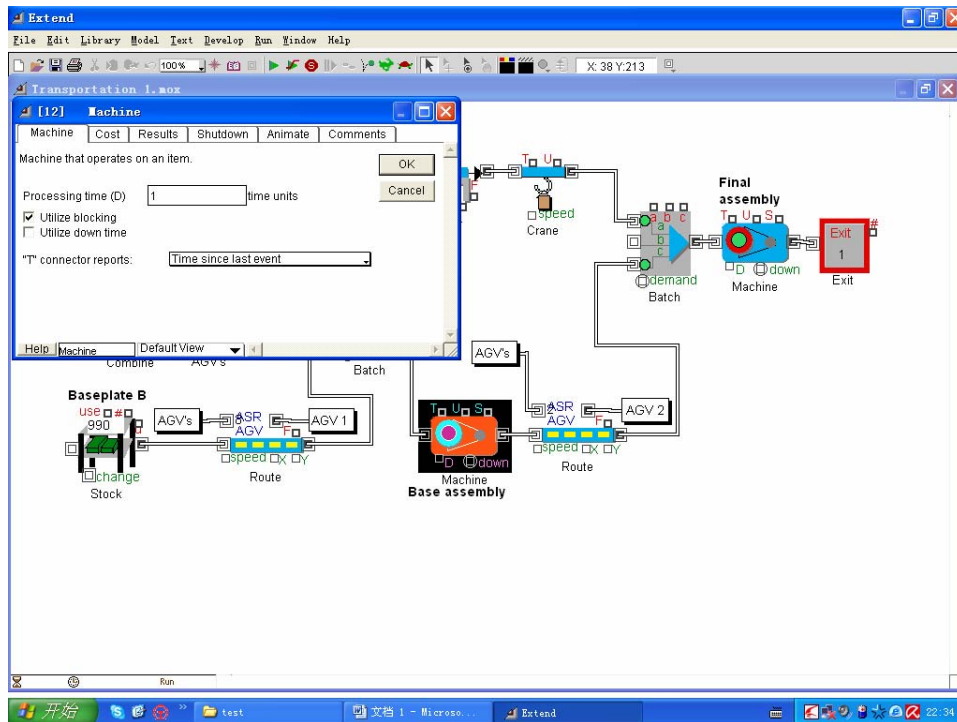 Extend
File Edit Library Model Text Develop Run Window Help
100%
X: 38 Y:213
Transportation 1.mox
[12] Machine
Machine Cost Results Shutdown Animate Comments
Machine that operates on an item.
OK
Cancel
Processing time (D) 1 time units
Utilize blocking
Utilize down time
"T" connector reports: Time since last event
Help Machine Default View
F
T U
speed
Crane
a b c
a
b
c
demand
Batch
Final
assembly
T U S
D down
Machine
#
Exit
1
Exit
Combine
AGV's
Batch
AGV's
Baseplate B
use #
990
change
Stock
AGV's
ASR
AGV
F
speed X Y
Route
AGV 1
T U S
D down
Machine
Base assembly
2
ASR
AGV
F
speed X Y
Route
AGV 2
Run
开始
test
文档 1 - Microso...
Extend
22:34